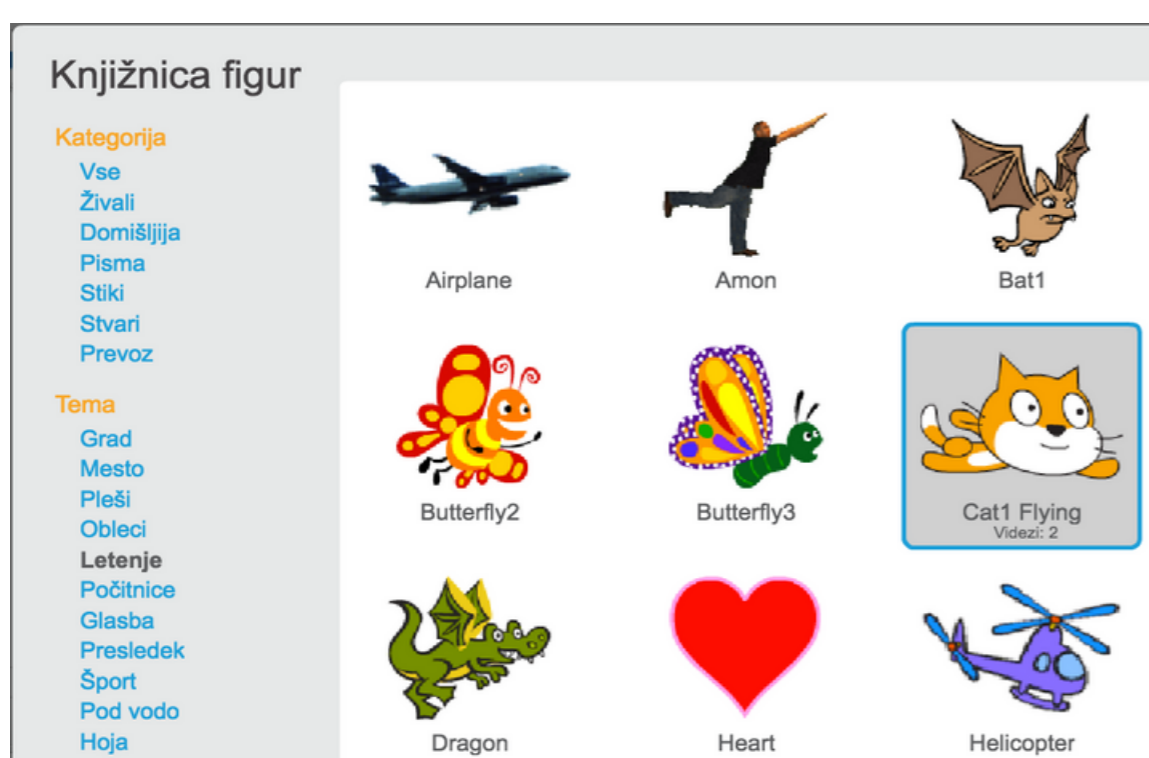 Knjižnica figur
Kategorija
Vse
Živali
Domišljija
Pisma
Stiki
Stvari
Prevoz
Tema
Grad
Mesto
Pleši
Obleci
Letenje
Počitnice
Glasba
Presledek
Šport
Pod vodo
Hoja
Airplane
Amon
Bat1
Butterfly2
Butterfly3
Cat1 Flying
Videzi: 2
Dragon
Heart
Helicopter